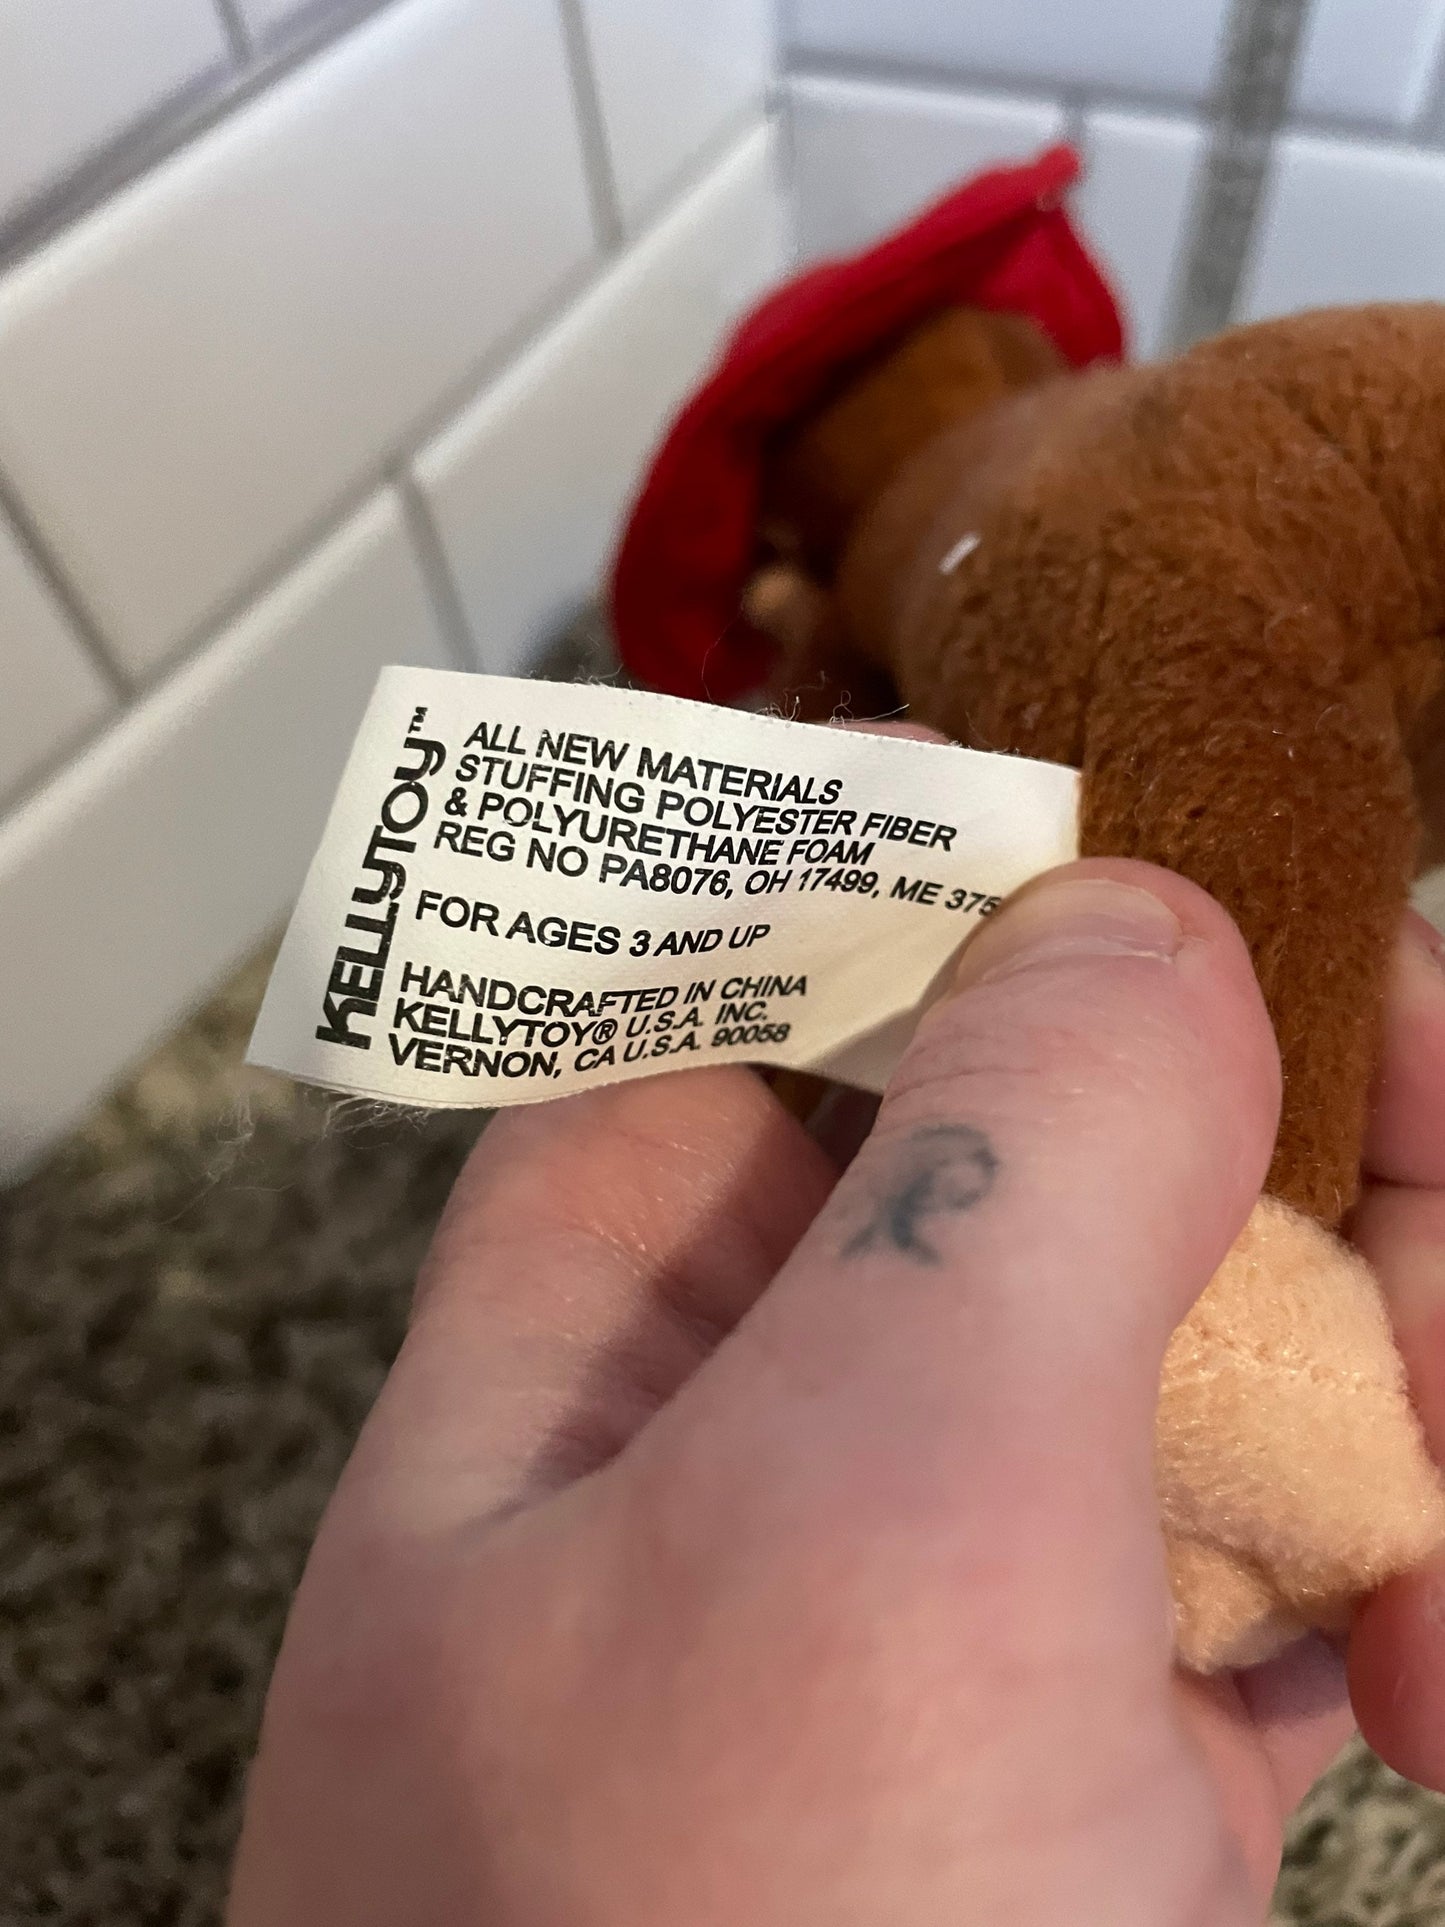 KELLYTOY™
ALL NEW MATERIALS
STUFFING POLYESTER FIBER
& POLYURETHANE FOAM
REG NO PA8076, OH 17499, ME 375
FOR AGES 3 AND UP
HANDCRAFTED IN CHINA
KELLYTOY® U.S.A. INC.
VERNON, CA U.S.A. 90058